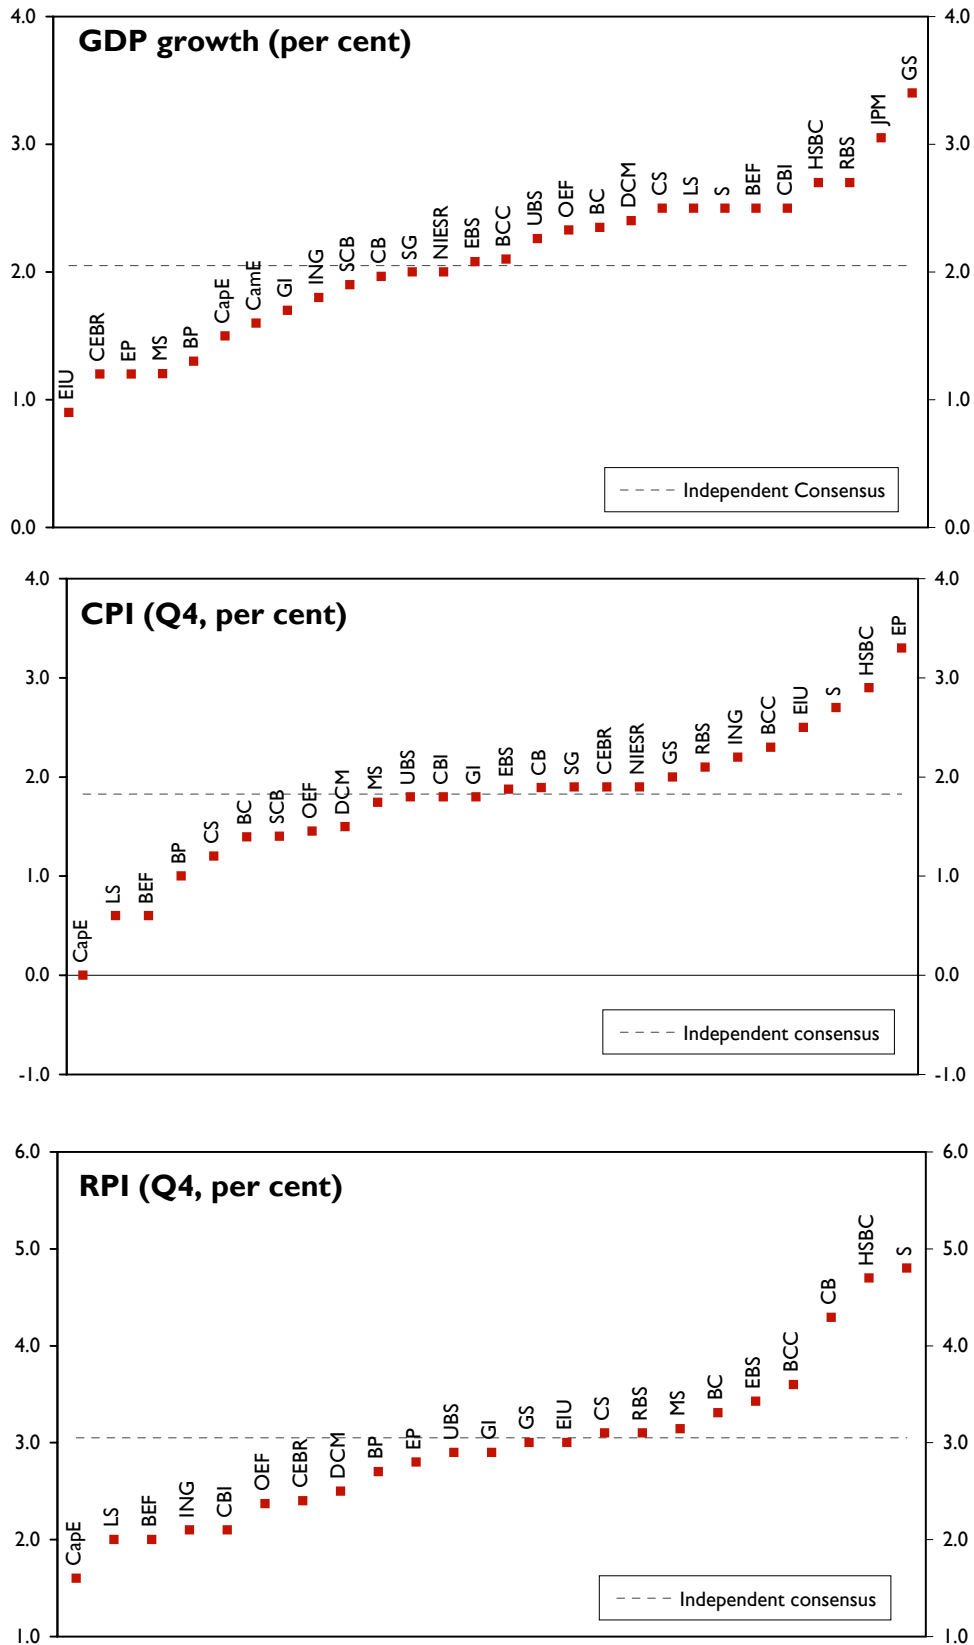 GDP growth (per cent)
4.0 4.0
3.0 3.0
2.0 2.0
1.0 1.0
0.0 0.0
EIU
CEBR
EP
MS
BP
CapE
CamE
GI
ING
SCB
CB
SG
NIESR
EBS
BCC
UBS
OEF
BC
DCM
CS
LS
S
BEF
CBI
HSBC
RBS
JPM
GS
Independent Consensus
CPI (Q4, per cent)
4.0 4.0
3.0 3.0
2.0 2.0
1.0 1.0
0.0 0.0
-1.0 -1.0
CapE
LS
BEF
BP
CS
BC
SCB
OEF
DCM
MS
UBS
CBI
GI
EBS
CB
SG
CEBR
NIESR
GS
RBS
ING
BCC
EIU
S
HSBC
EP
Independent consensus
RPI (Q4, per cent)
6.0 6.0
5.0 5.0
4.0 4.0
3.0 3.0
2.0 2.0
1.0 1.0
CapE
LS
BEF
ING
CBI
OEF
CEBR
DCM
BP
EP
UBS
GI
GS
EIU
CS
RBS
MS
BC
EBS
BCC
CB
HSBC
S
Independent consensus